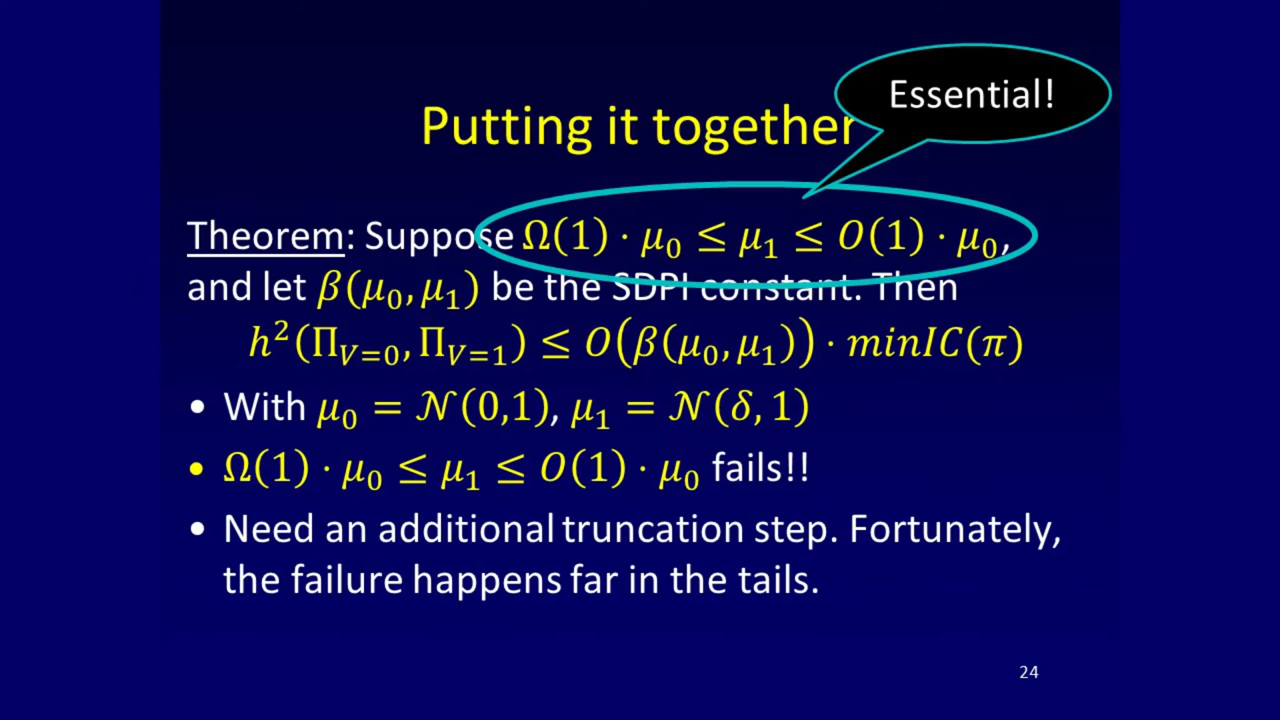 Essential!
Putting it together
Theorem: Suppose Ω(1) · μ₀ ≤ μ₁ ≤ O(1) · μ₀,
and let β(μ₀, μ₁) be the SDPI constant. Then
h²(Π_{V=0}, Π_{V=1}) ≤ O(β(μ₀, μ₁)) · minIC(π)
• With μ₀ = 𝒩(0,1), μ₁ = 𝒩(δ, 1)
• Ω(1) · μ₀ ≤ μ₁ ≤ O(1) · μ₀ fails!!
• Need an additional truncation step. Fortunately,
the failure happens far in the tails.
24